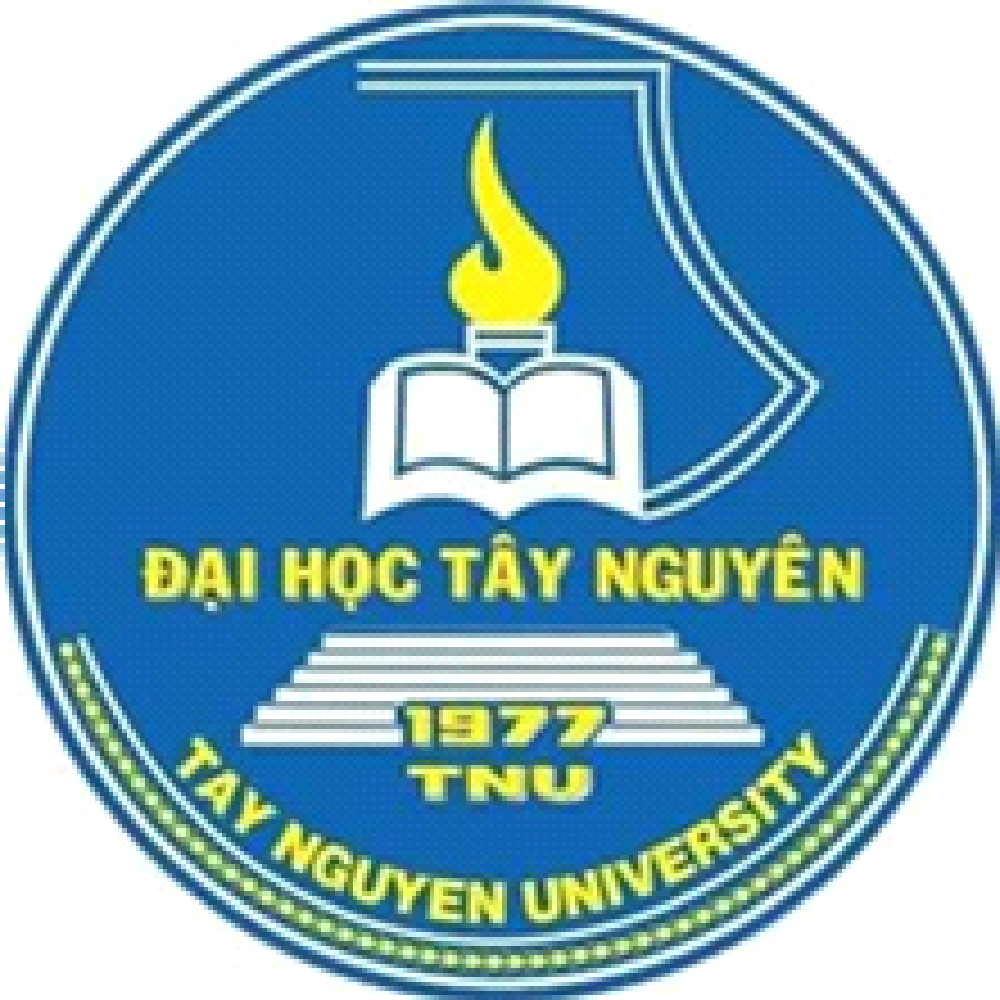 ĐẠI HỌC TÂY NGUYÊN
1977
TNU
TAY NGUYEN UNIVERSITY